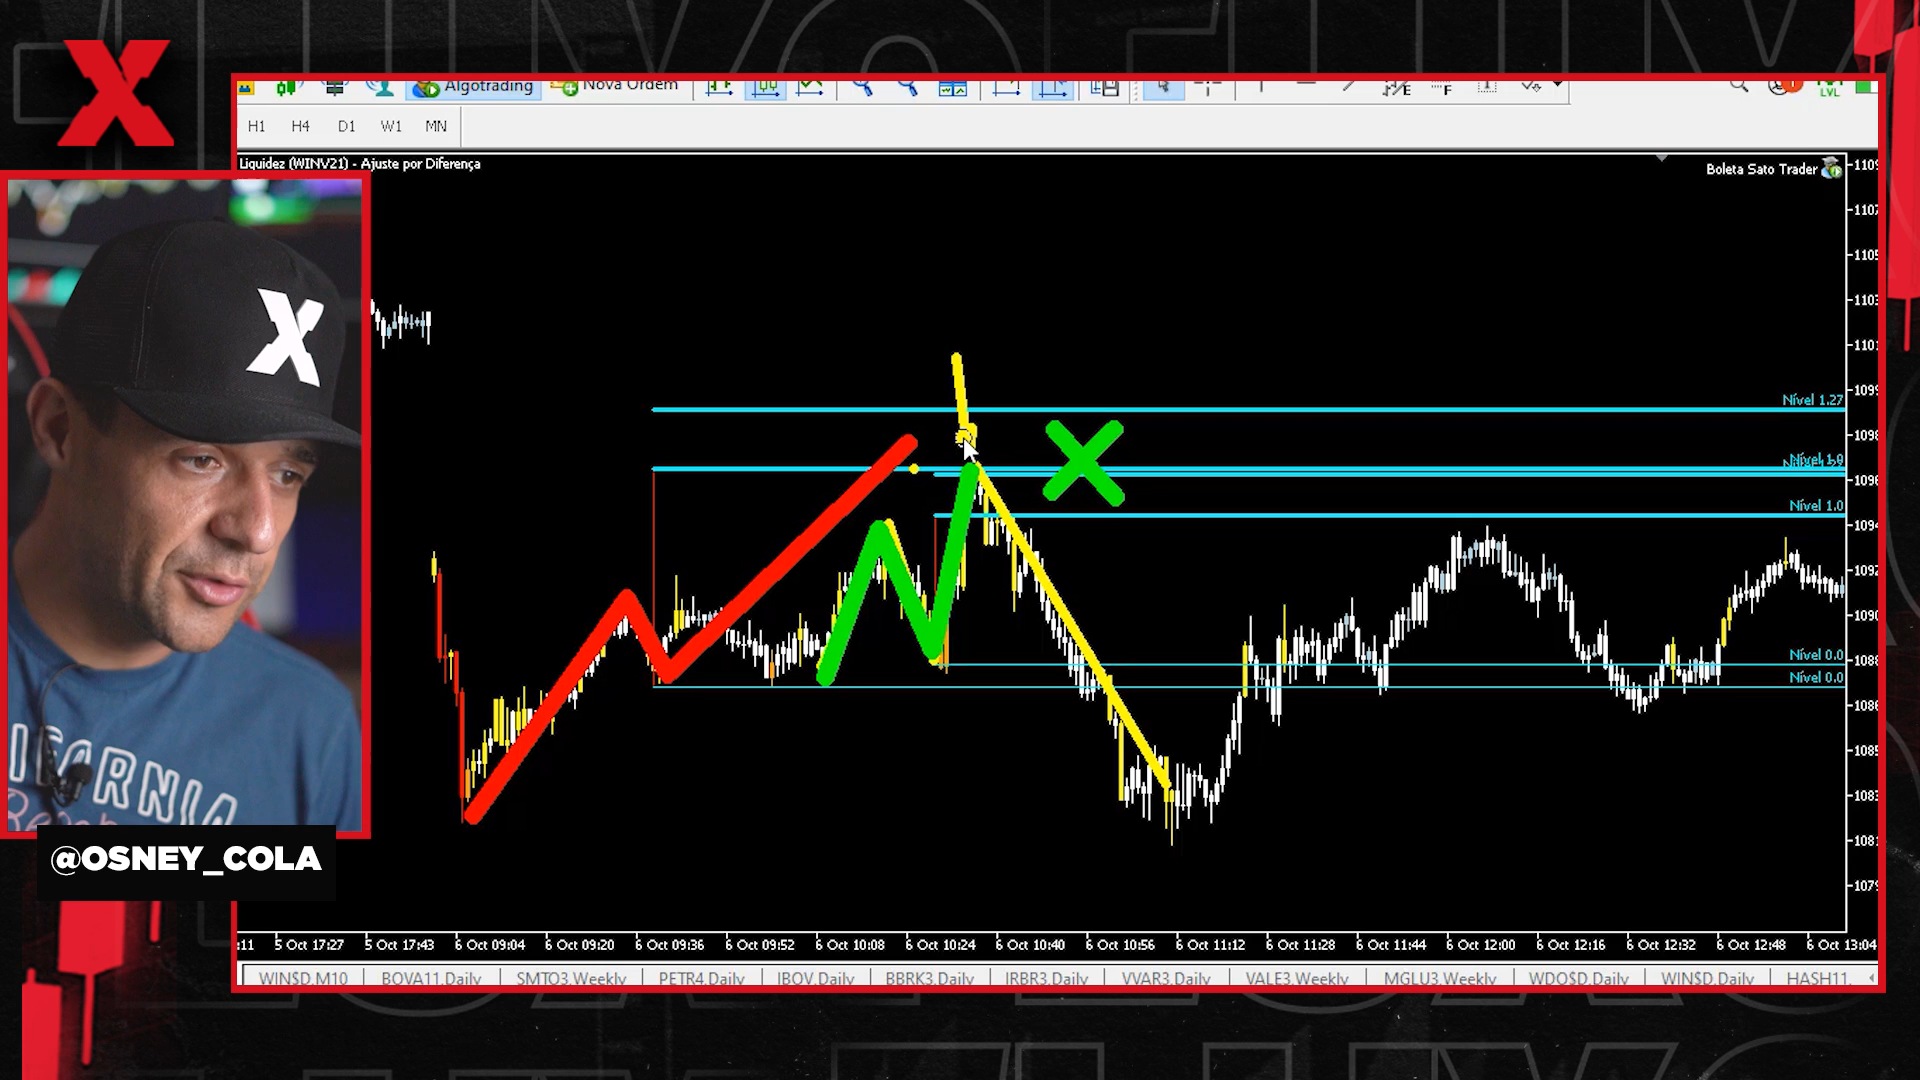 X
Algotrading
Nova Ordem
H1 H4 D1 W1 MN
Liquidez (WINV21) - Ajuste por Diferença
Boleta Sato Trader
X
Nível 1.27
Nível 1.0
Nível 1.0
Nível 0.0
Nível 0.0
@OSNEY_COLA
:11 5 Oct 17:27 5 Oct 17:43 6 Oct 09:04 6 Oct 09:20 6 Oct 09:36 6 Oct 09:52 6 Oct 10:08 6 Oct 10:24 6 Oct 10:40 6 Oct 10:56 6 Oct 11:12 6 Oct 11:28 6 Oct 11:44 6 Oct 12:00 6 Oct 12:16 6 Oct 12:32 6 Oct 12:48 6 Oct 13:04
WIN$D.M10 BOVA11.Daily SMTO3.Weekly PETR4.Daily IBOV.Daily BBRK3.Daily IRBR3.Daily VVAR3.Daily VALE3.Weekly MGLU3.Weekly WDO$D.Daily WIN$D.Daily HASH11.